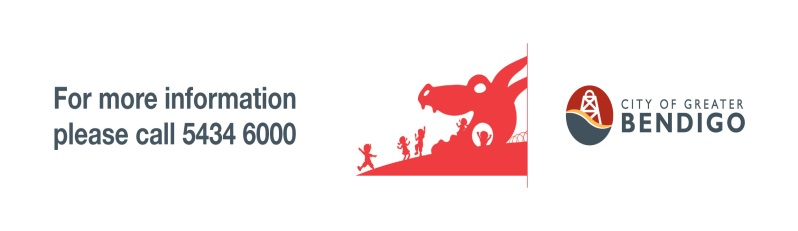 For more information
please call 5434 6000
CITY OF GREATER
BENDIGO